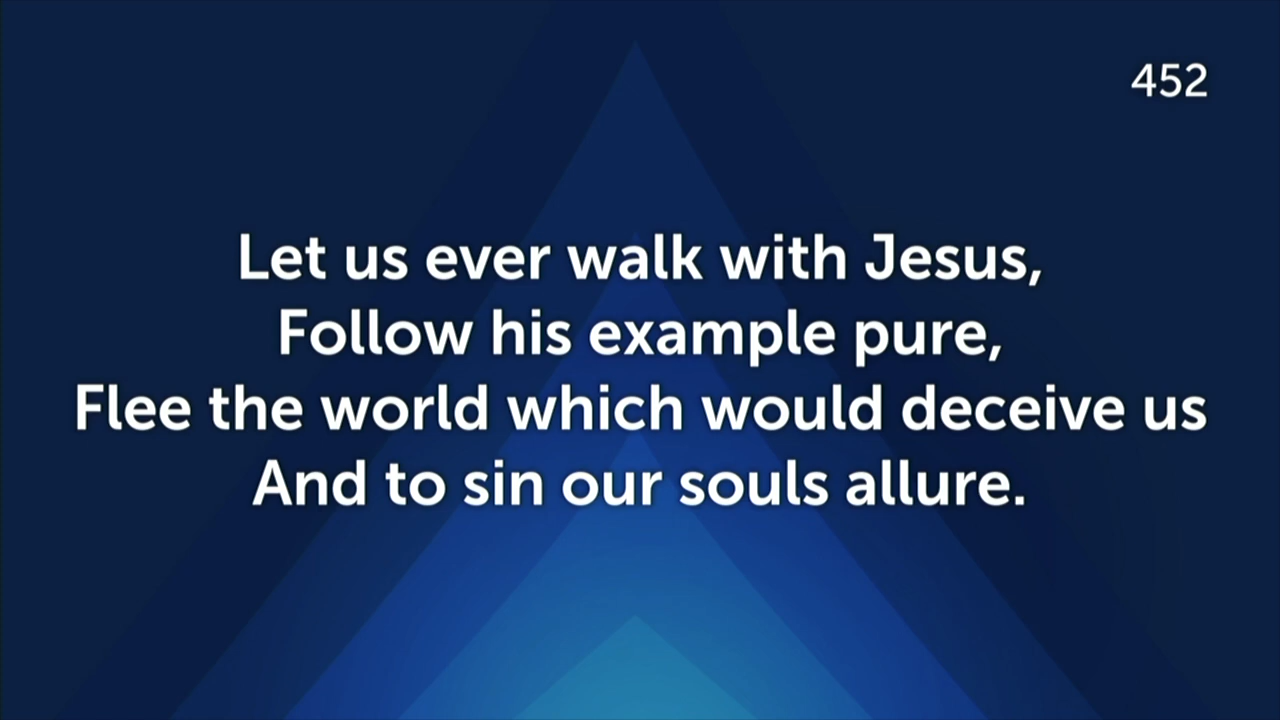 452
Let us ever walk with Jesus,
Follow his example pure,
Flee the world which would deceive us
And to sin our souls allure.